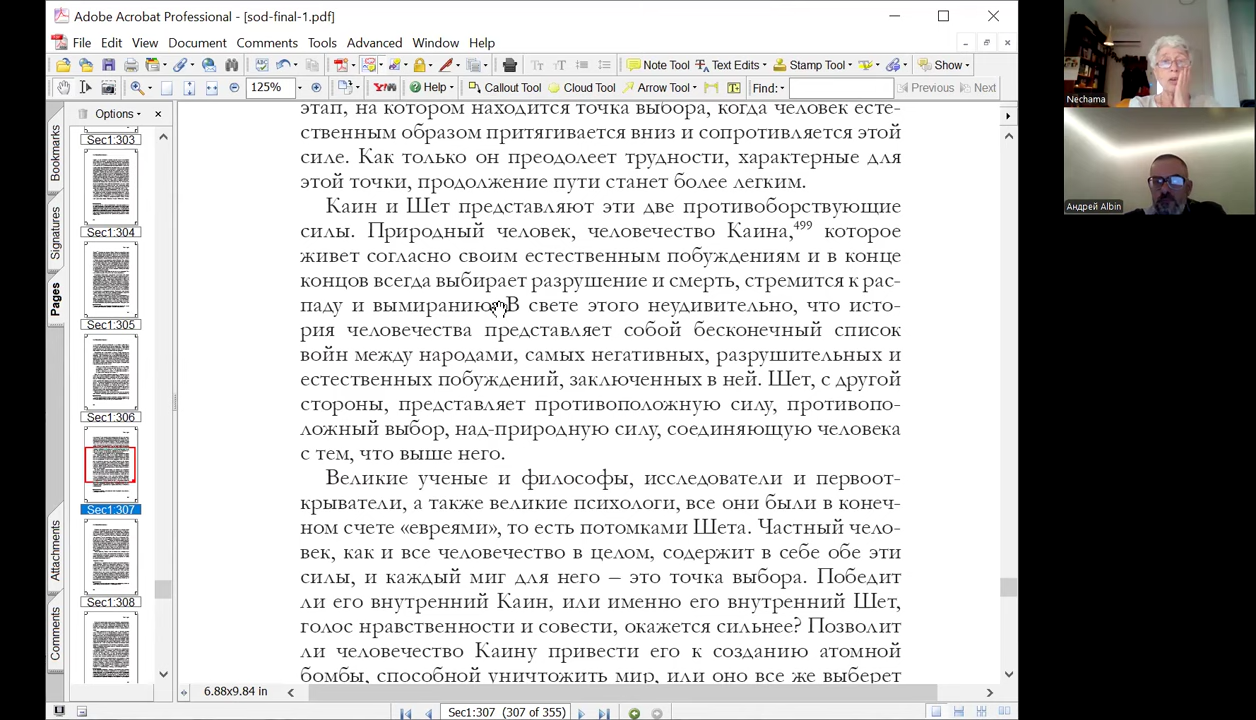 Adobe Acrobat Professional - [sod-final-1.pdf]
File Edit View Document Comments Tools Advanced Window Help
Note Tool Text Edits Stamp Tool Show
125% Help Callout Tool Cloud Tool Arrow Tool Find: Previous Next
Options
Bookmarks
Signatures
Pages
Attachments
Comments
Sec1:303
Sec1:304
Sec1:305
Sec1:306
Sec1:307
Sec1:308
этап, на котором находится точка выбора, когда человек есте-
ственным образом притягивается вниз и сопротивляется этой
силе. Как только он преодолеет трудности, характерные для
этой точки, продолжение пути станет более легким.
Каин и Шет представляют эти две противоборствующие
силы. Природный человек, человечество Каина,499 которое
живет согласно своим естественным побуждениям и в конце
концов всегда выбирает разрушение и смерть, стремится к рас-
паду и вымиранию. В свете этого неудивительно, что исто-
рия человечества представляет собой бесконечный список
войн между народами, самых негативных, разрушительных и
естественных побуждений, заключенных в ней. Шет, с другой
стороны, представляет противоположную силу, противопо-
ложный выбор, над-природную силу, соединяющую человека
с тем, что выше него.
Великие ученые и философы, исследователи и первоот-
крыватели, а также великие психологи, все они были в конеч-
ном счете «евреями», то есть потомками Шета. Частный чело-
век, как и все человечество в целом, содержит в себе обе эти
силы, и каждый миг для него – это точка выбора. Победит
ли его внутренний Каин, или именно его внутренний Шет,
голос нравственности и совести, окажется сильнее? Позволит
ли человечество Каину привести его к созданию атомной
бомбы, способной уничтожить мир, или оно все же выберет
6.88x9.84 in
Sec1:307 (307 of 355)
Nechama
Андрей Albin